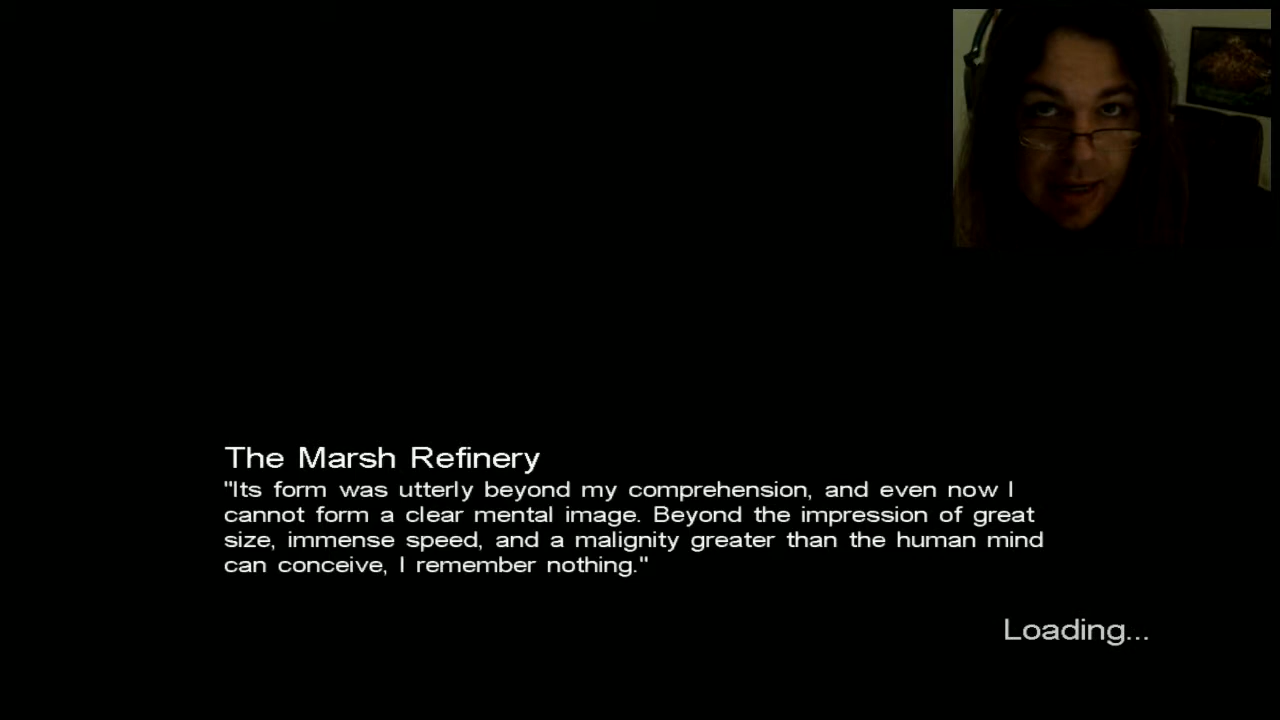 The Marsh Refinery
"Its form was utterly beyond my comprehension, and even now I
cannot form a clear mental image. Beyond the impression of great
size, immense speed, and a malignity greater than the human mind
can conceive, I remember nothing."
Loading...